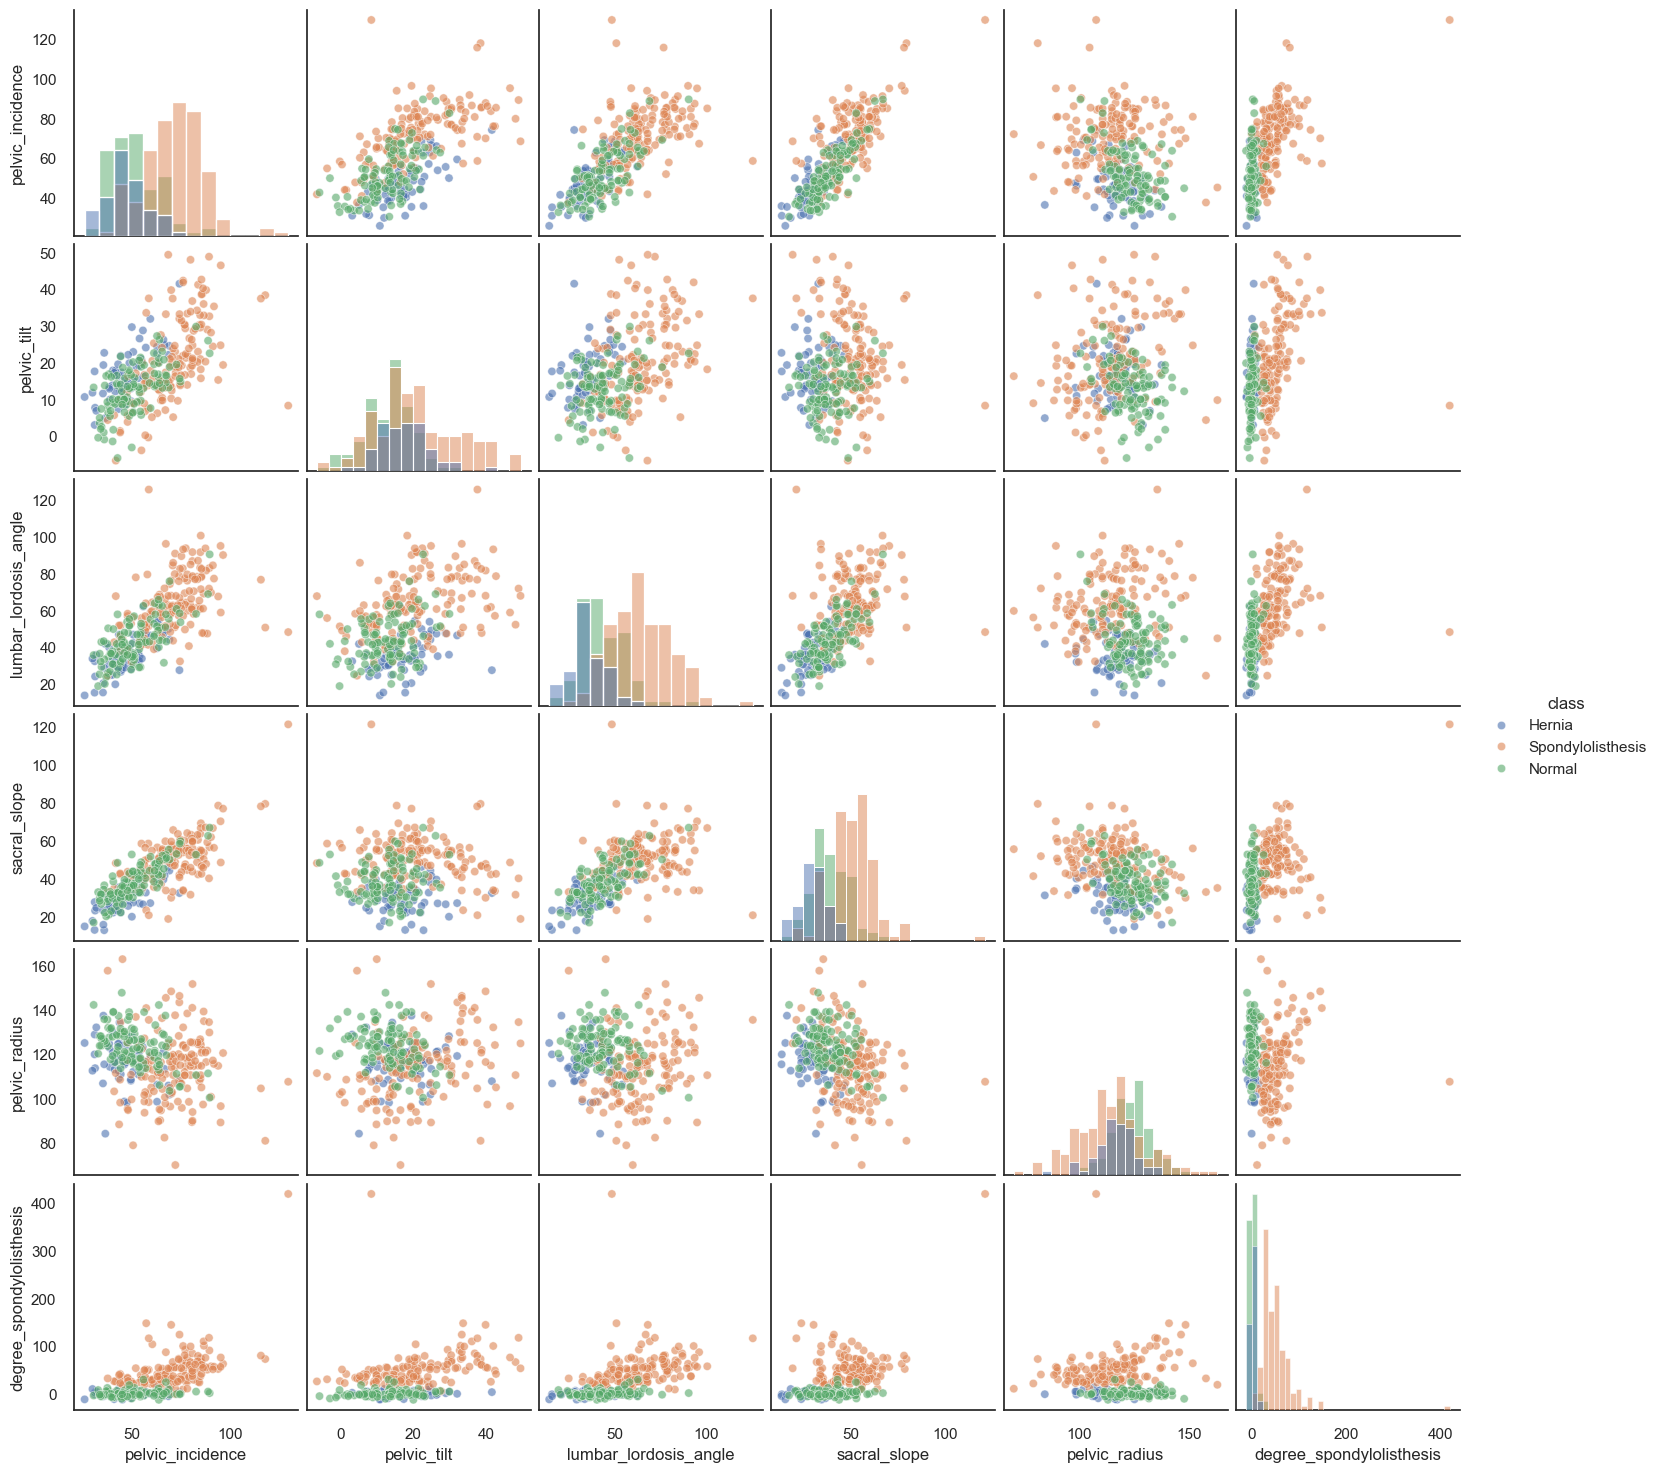 pelvic_incidence
120
100
80
60
40
pelvic_tilt
50
40
30
20
10
0
lumbar_lordosis_angle
120
100
80
60
40
20
class
Hernia
Spondylolisthesis
Normal
sacral_slope
120
100
80
60
40
20
pelvic_radius
160
140
120
100
80
degree_spondylolisthesis
400
300
200
100
0
50 100 0 20 40 50 100 50 100 100 150 0 200 400
pelvic_incidence pelvic_tilt lumbar_lordosis_angle sacral_slope pelvic_radius degree_spondylolisthesis